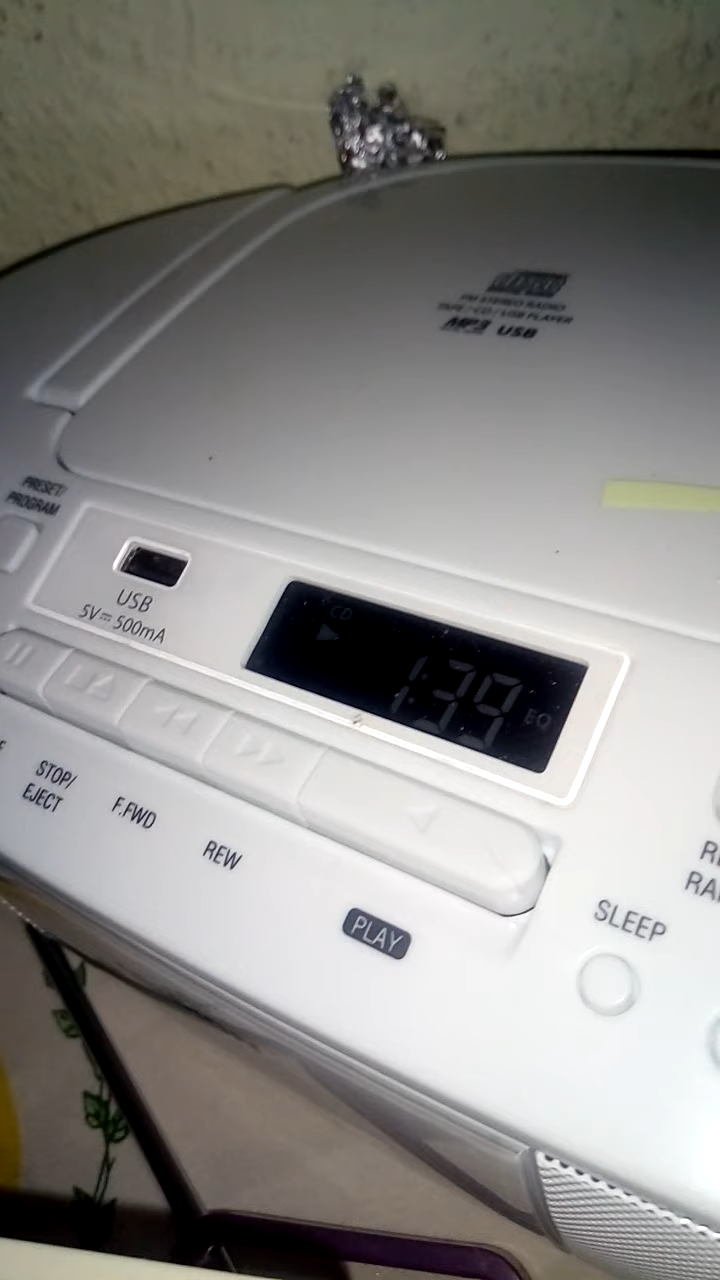 FM STEREO RADIO
TAPE / CD / USB PLAYER
MP3 USB
PRESET/
PROGRAM
USB
5V 500mA
CD
1:39 EQ
STOP/
EJECT
F.FWD
REW
PLAY
SLEEP